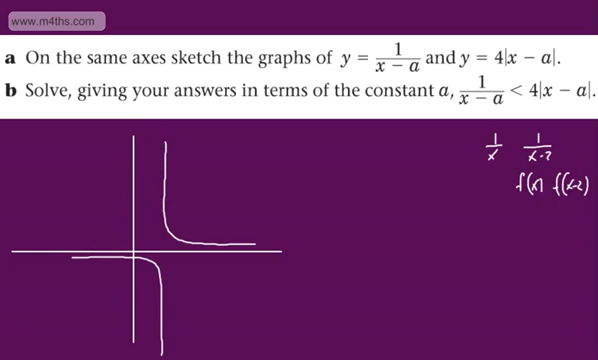 www.m4ths.com
a On the same axes sketch the graphs of y = 1/(x − a) and y = 4|x − a|.
b Solve, giving your answers in terms of the constant a, 1/(x − a) < 4|x − a|.
1/x 1/(x-2)
f(x) f(x-2)